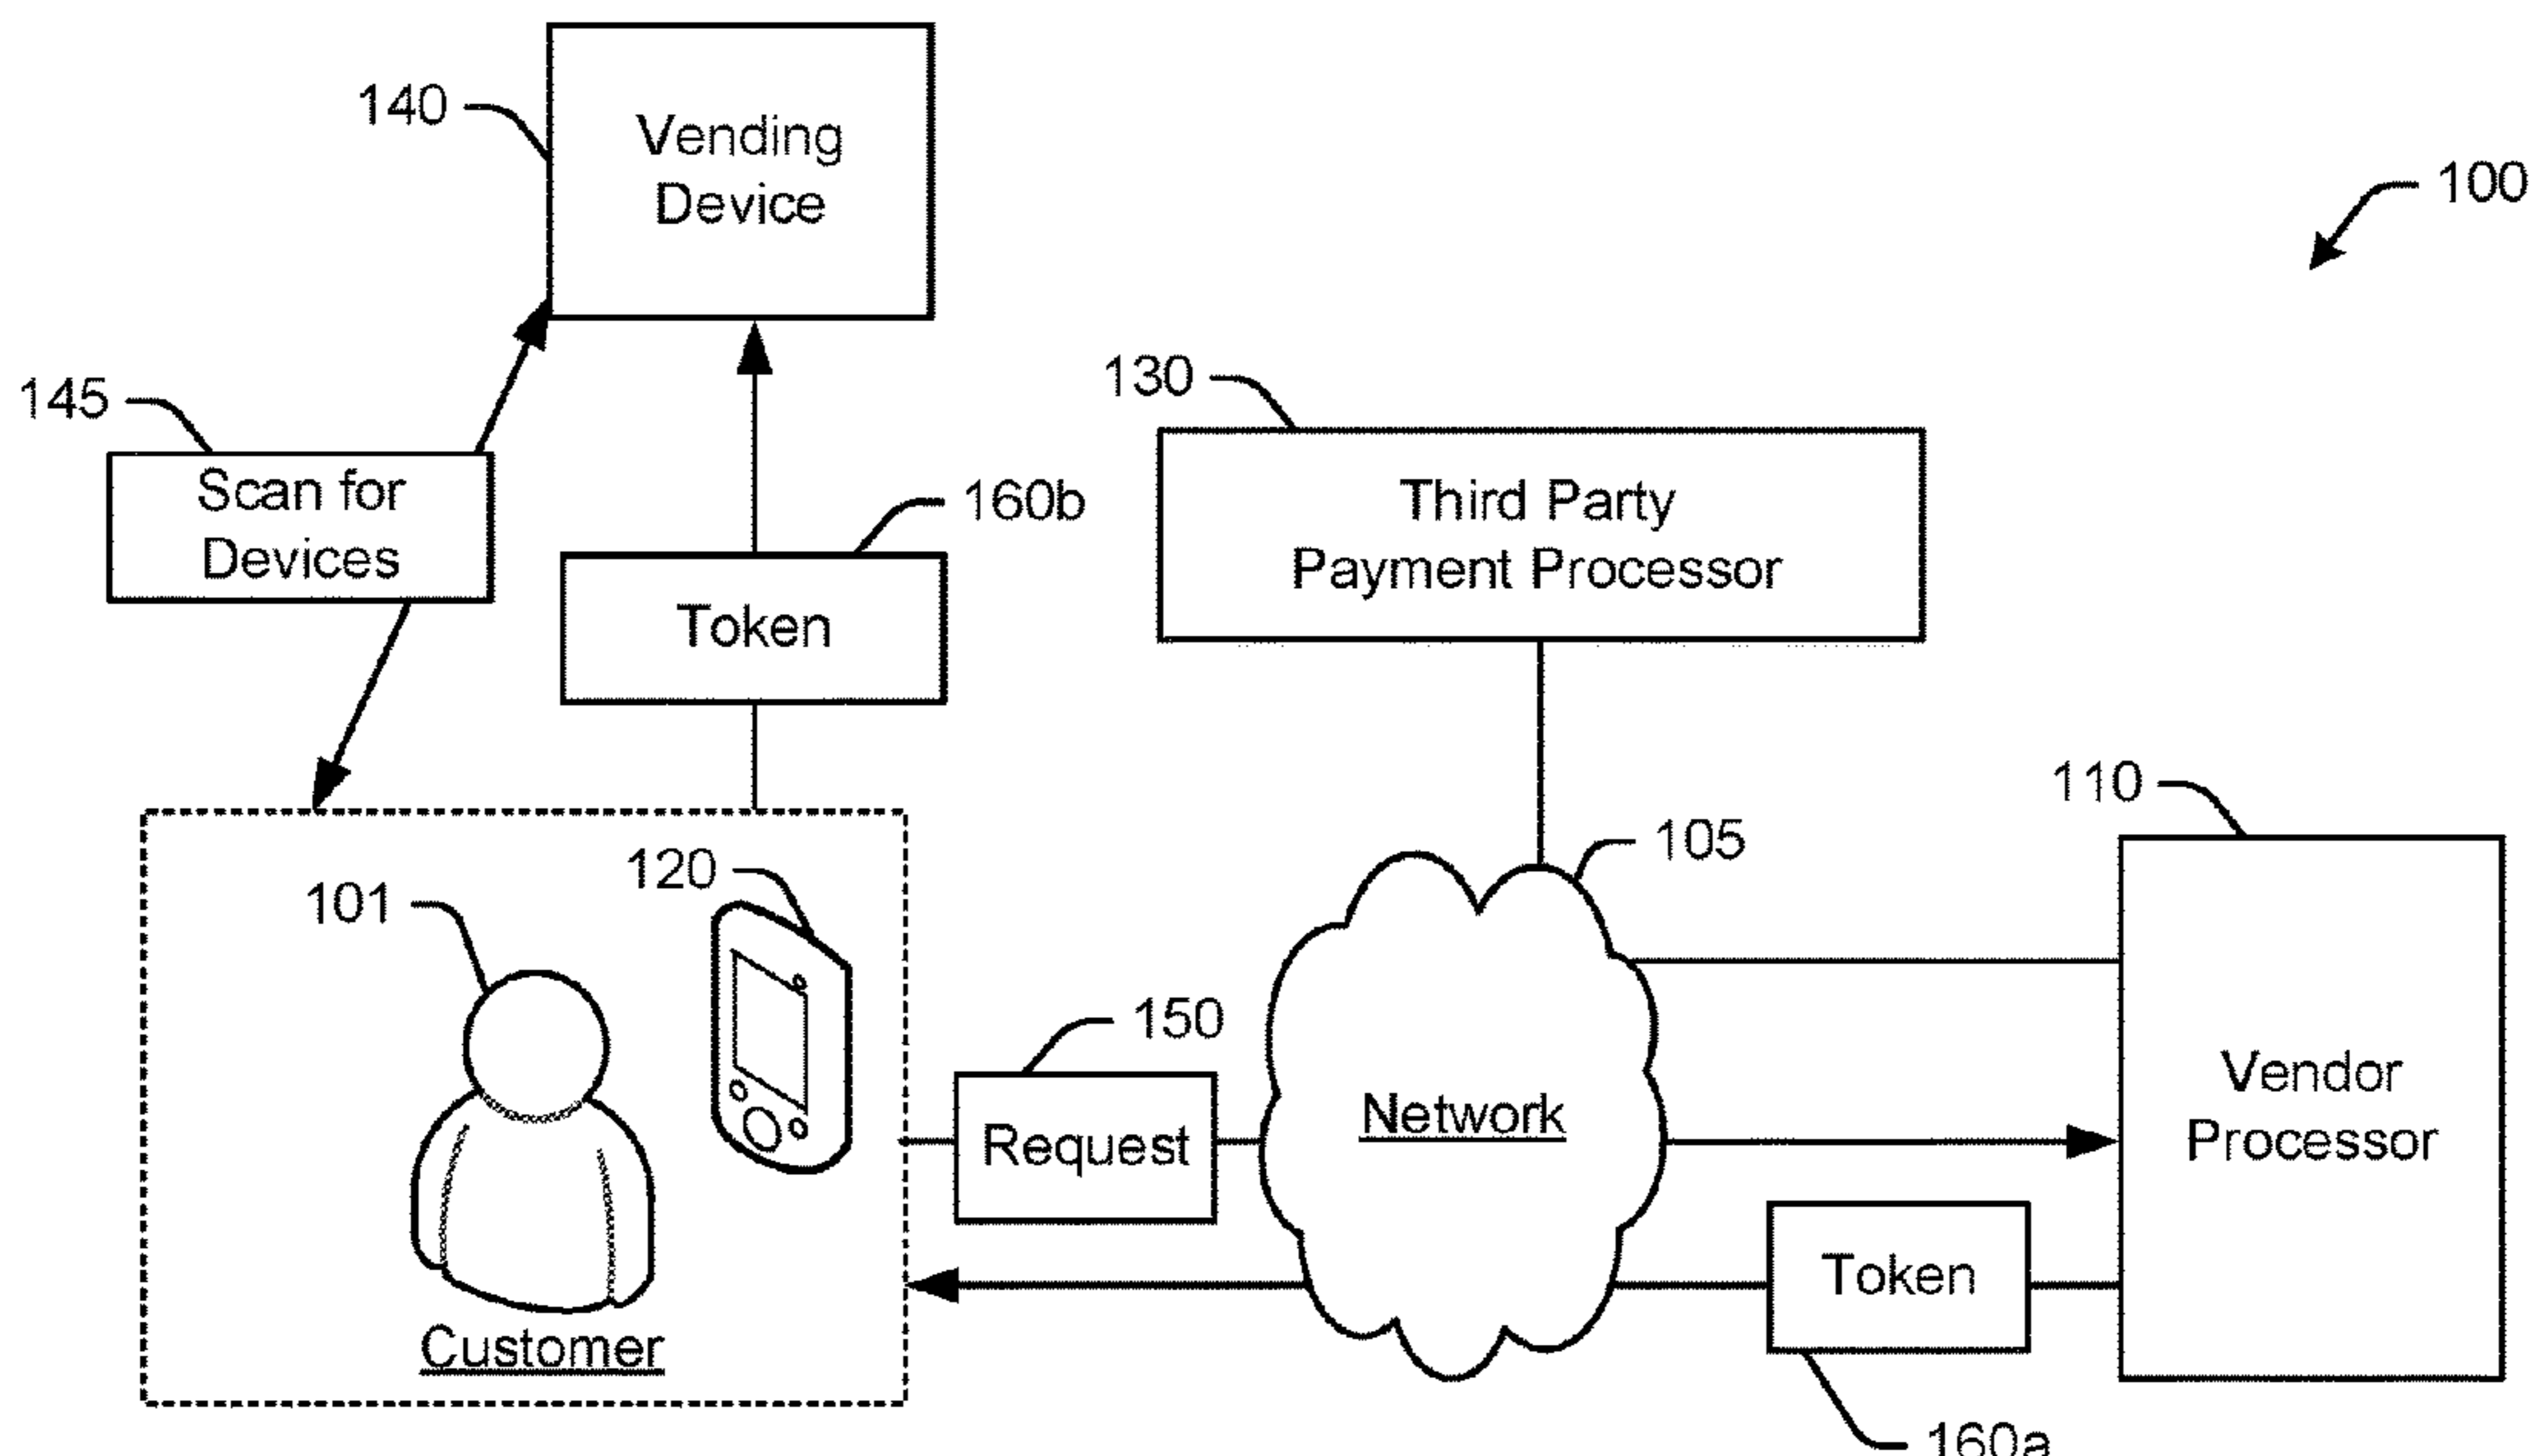 140
Vending
Device
100
145
Scan for
Devices
160b
Token
130
Third Party
Payment Processor
110
105
120
101
150
Request
Network
Vendor
Processor
Token
Customer
160a